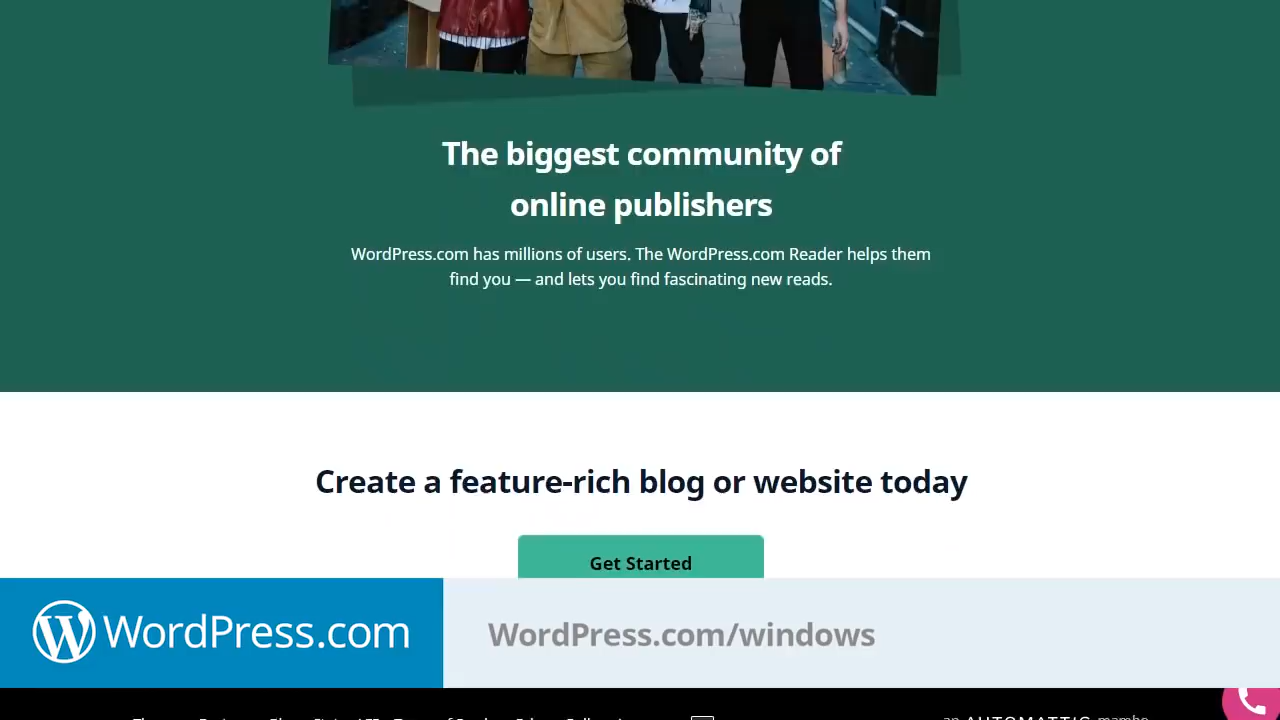 The biggest community of
online publishers
WordPress.com has millions of users. The WordPress.com Reader helps them
find you — and lets you find fascinating new reads.
Create a feature-rich blog or website today
Get Started
WordPress.com
WordPress.com/windows
an AUTOMATTIC